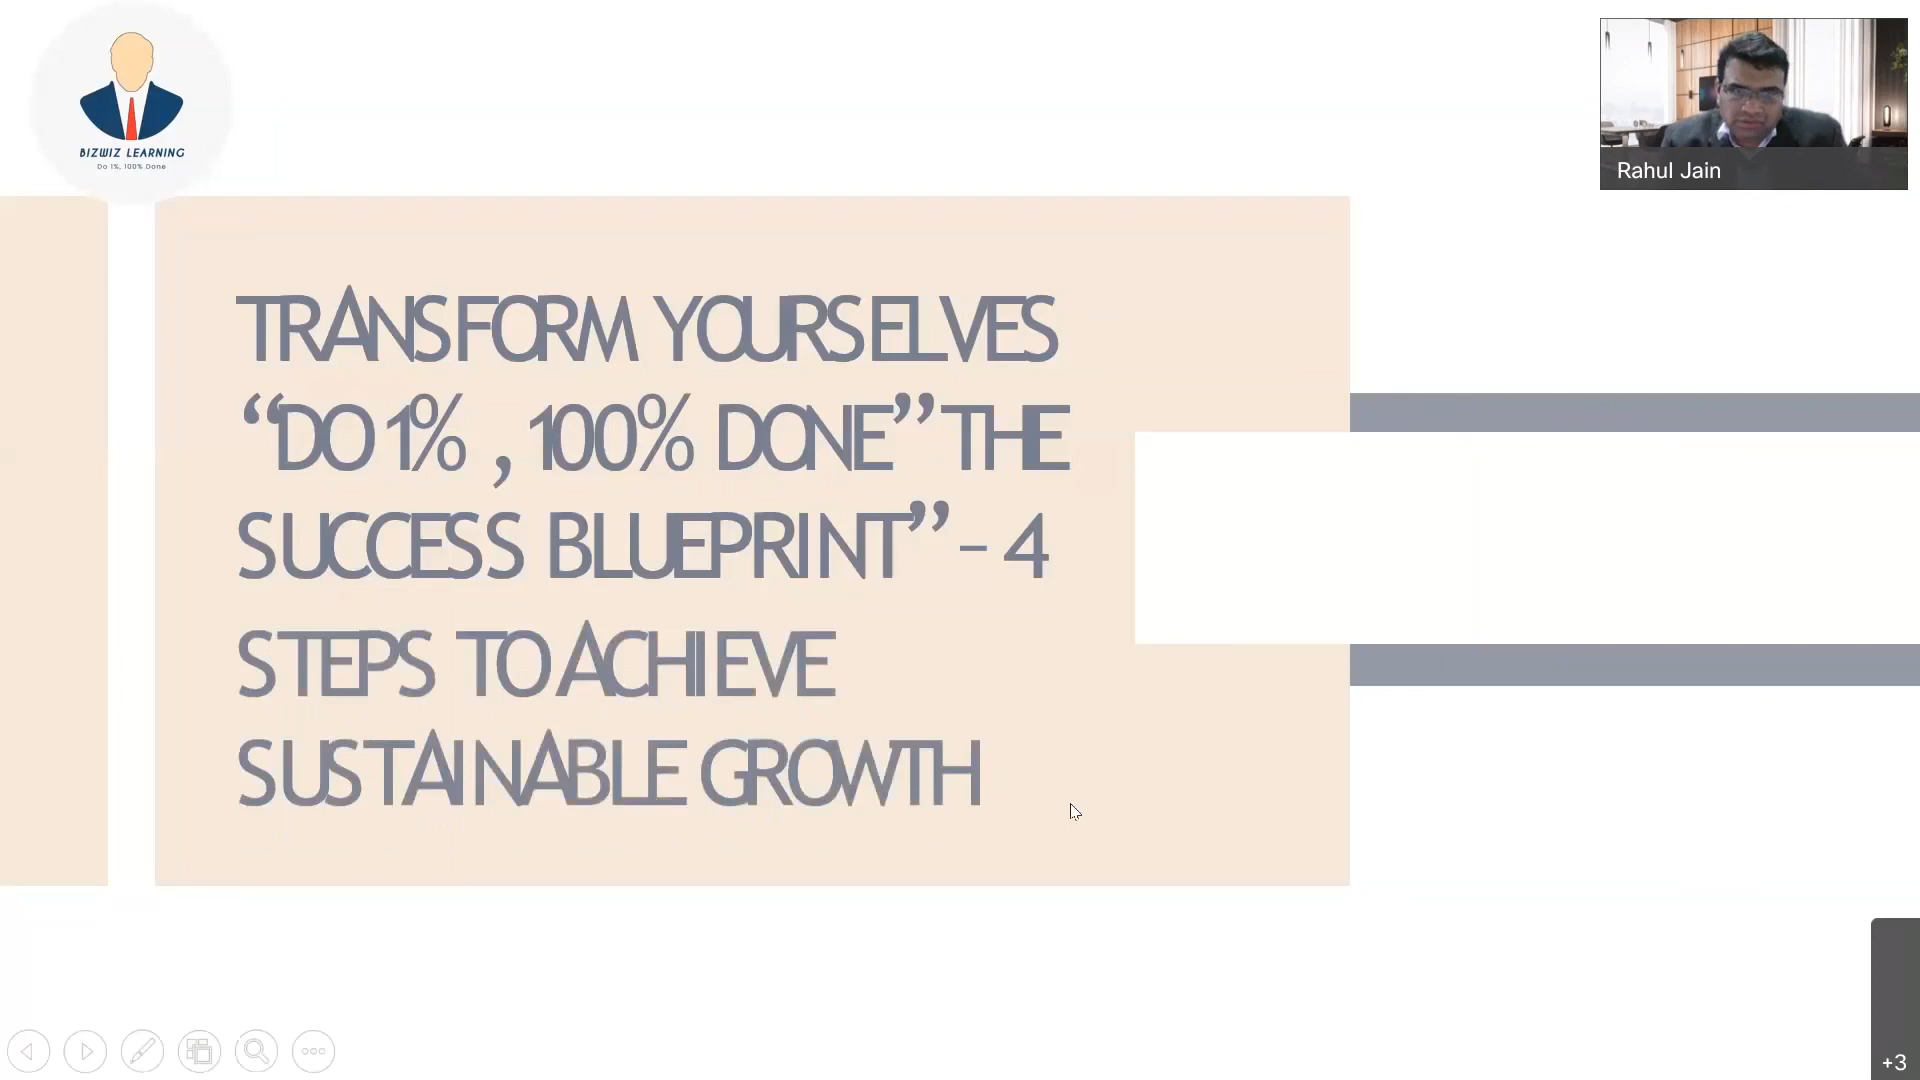 BIZWIZ LEARNING
Do 1%, 100% Done
Rahul Jain
TRANSFORM YOURSELVES
“DO 1% , 100% DONE” THE
SUCCESS BLUEPRINT” – 4
STEPS TO ACHIEVE
SUSTAINABLE GROWTH
+3